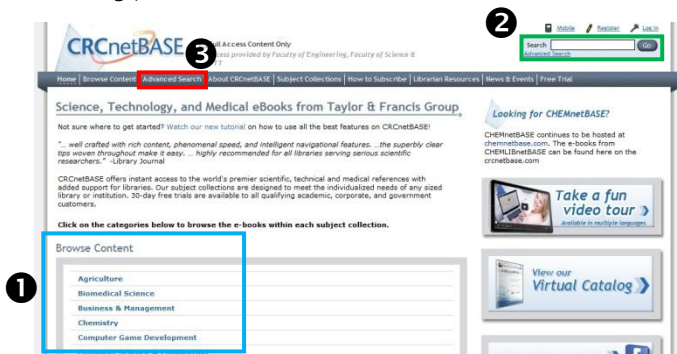 ❷
Mobile Register Log In
Search Go
Advanced Search
CRCnetBASE
❸
Full Access Content Only
Access provided by Faculty of Engineering, Faculty of Science &
Home | Browse Content | Advanced Search | About CRCnetBASE | Subject Collections | How to Subscribe | Librarian Resources | News & Events | Free Trial
Science, Technology, and Medical eBooks from Taylor & Francis Group
Not sure where to get started? Watch our new tutorial on how to use all the best features on CRCnetBASE!
"... well crafted with rich content, phenomenal speed, and intelligent navigational features. ...the superbly clear
tips woven throughout make it easy. ... highly recommended for all libraries serving serious scientific
researchers." -Library Journal
CRCnetBASE offers instant access to the world's premier scientific, technical and medical references with
added support for libraries. Our subject collections are designed to meet the individualized needs of any sized
library or institution. 30-day free trials are available to all qualifying academic, corporate, and government
customers.
Click on the categories below to browse the e-books within each subject collection.
Browse Content
❶
Agriculture
Biomedical Science
Business & Management
Chemistry
Computer Game Development
Looking for CHEMnetBASE?
CHEMnetBASE continues to be hosted at
chemnetbase.com. The e-books from
CHEMLIBnetBASE can be found here on the
crcnetbase.com
Take a fun
video tour
Available in multiple languages.
View our
Virtual Catalog